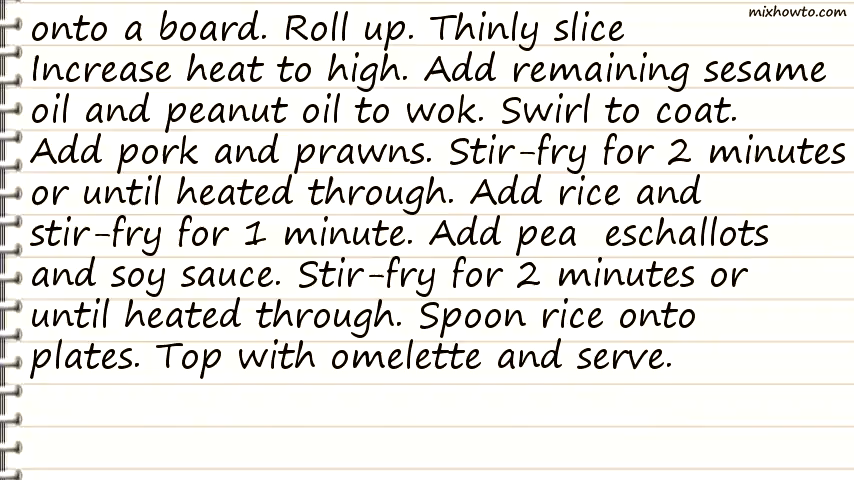 mixhowto.com
onto a board. Roll up. Thinly slice
Increase heat to high. Add remaining sesame
oil and peanut oil to wok. Swirl to coat.
Add pork and prawns. Stir-fry for 2 minutes
or until heated through. Add rice and
stir-fry for 1 minute. Add pea  eschallots
and soy sauce. Stir-fry for 2 minutes or
until heated through. Spoon rice onto
plates. Top with omelette and serve.